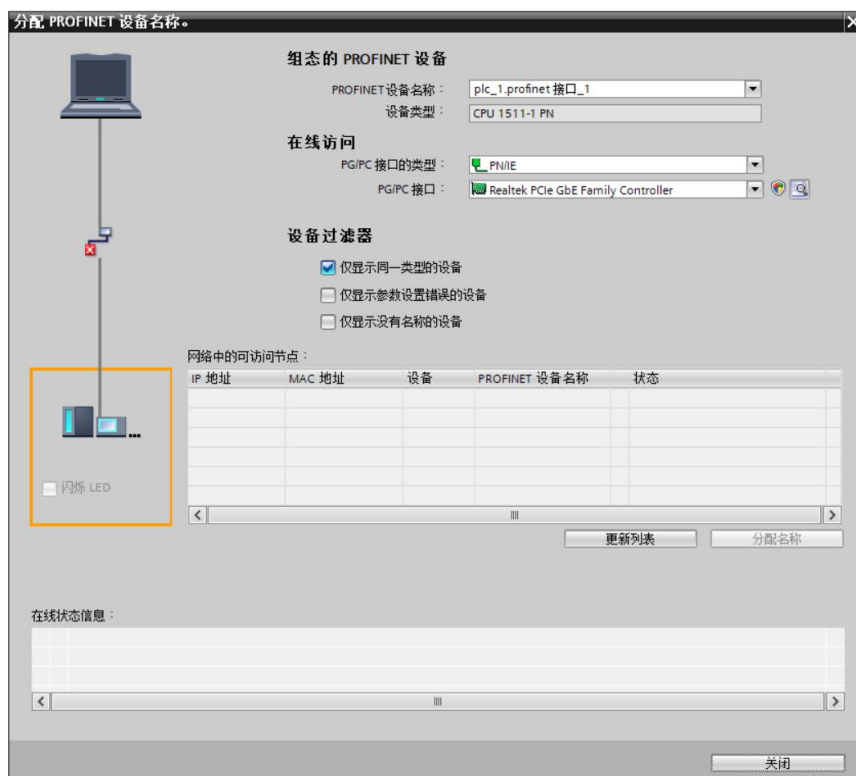 分配 PROFINET 设备名称。
组态的 PROFINET 设备
PROFINET设备名称： plc_1.profinet 接口_1
设备类型： CPU 1511-1 PN
在线访问
PG/PC 接口的类型： PN/IE
PG/PC 接口： Realtek PCIe GbE Family Controller
设备过滤器
仅显示同一类型的设备
仅显示参数设置错误的设备
仅显示没有名称的设备
网络中的可访问节点：
IP 地址 MAC 地址 设备 PROFINET 设备名称 状态
闪烁 LED
更新列表 分配名称
在线状态信息：
关闭